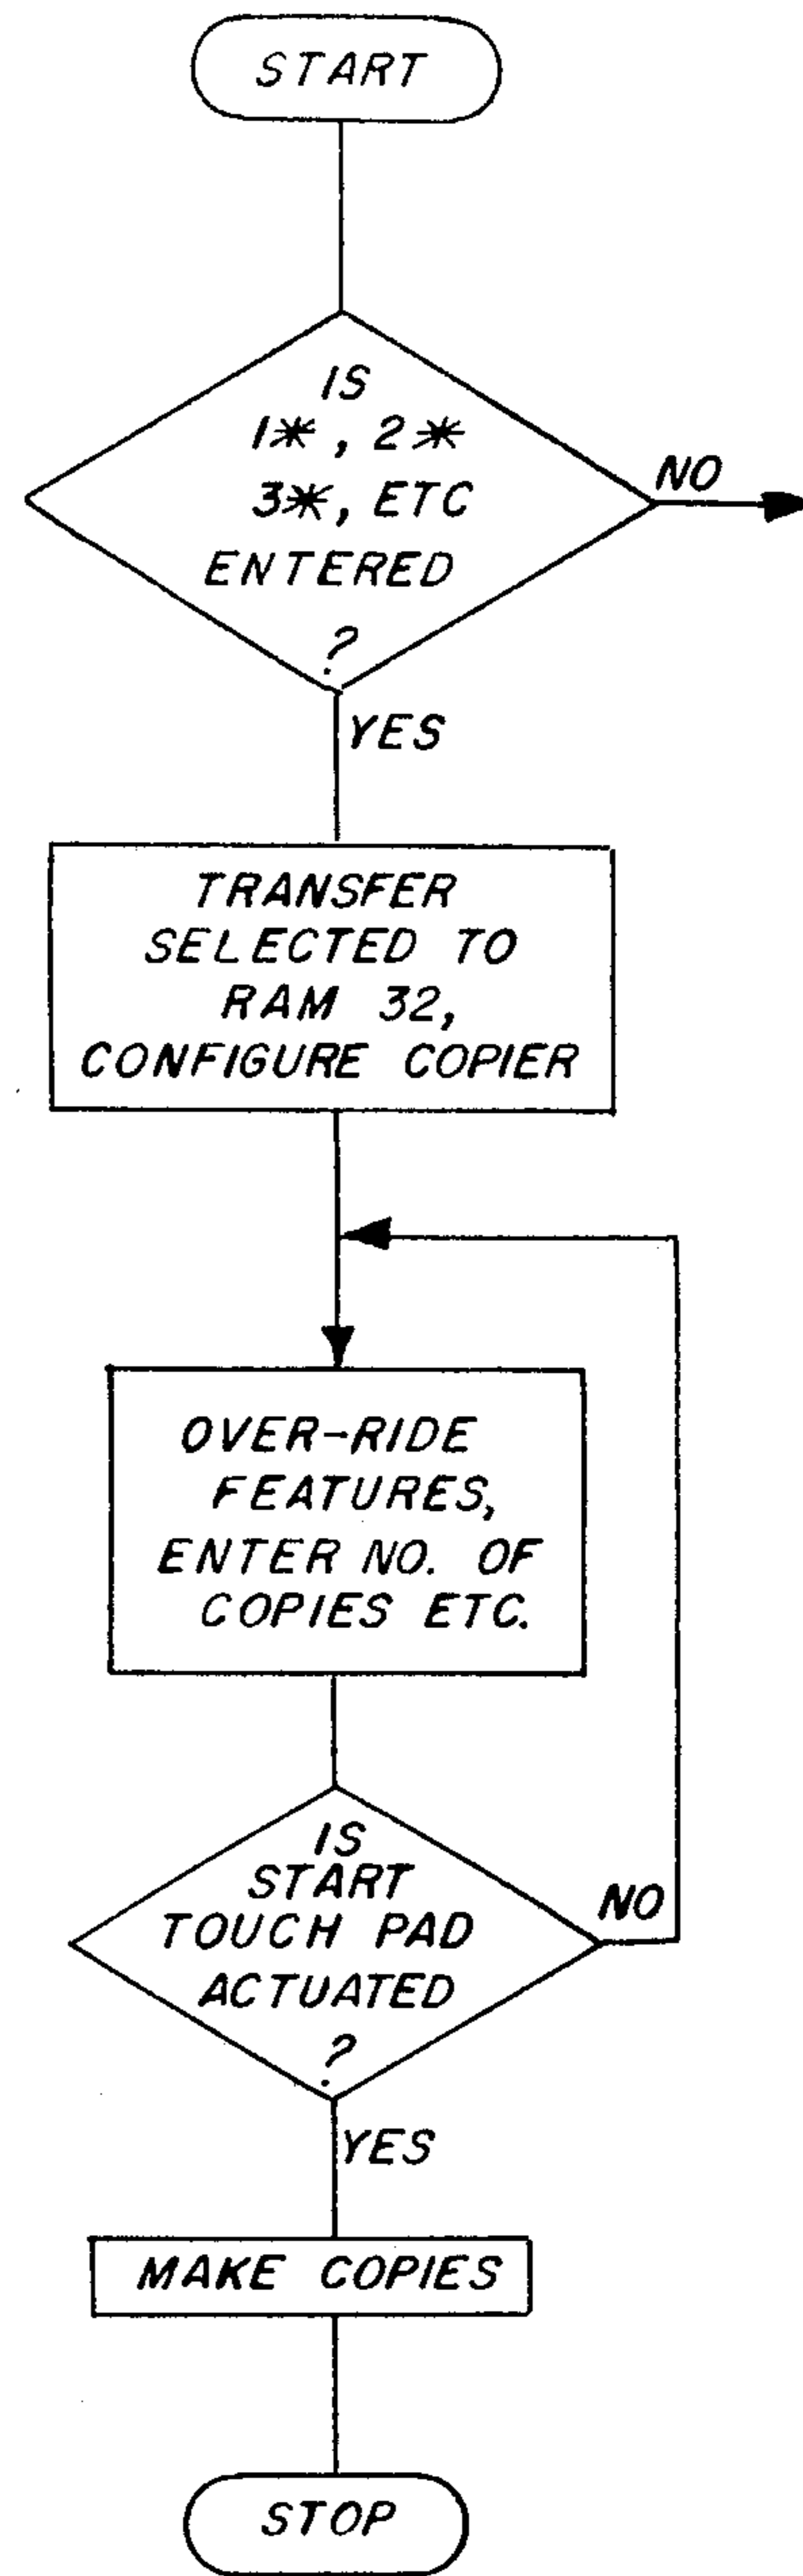 START
IS
1*, 2*
3*, ETC
ENTERED
?
NO
YES
TRANSFER
SELECTED TO
RAM 32,
CONFIGURE COPIER
OVER-RIDE
FEATURES,
ENTER NO. OF
COPIES ETC.
IS
START
TOUCH PAD
ACTUATED
?
NO
YES
MAKE COPIES
STOP